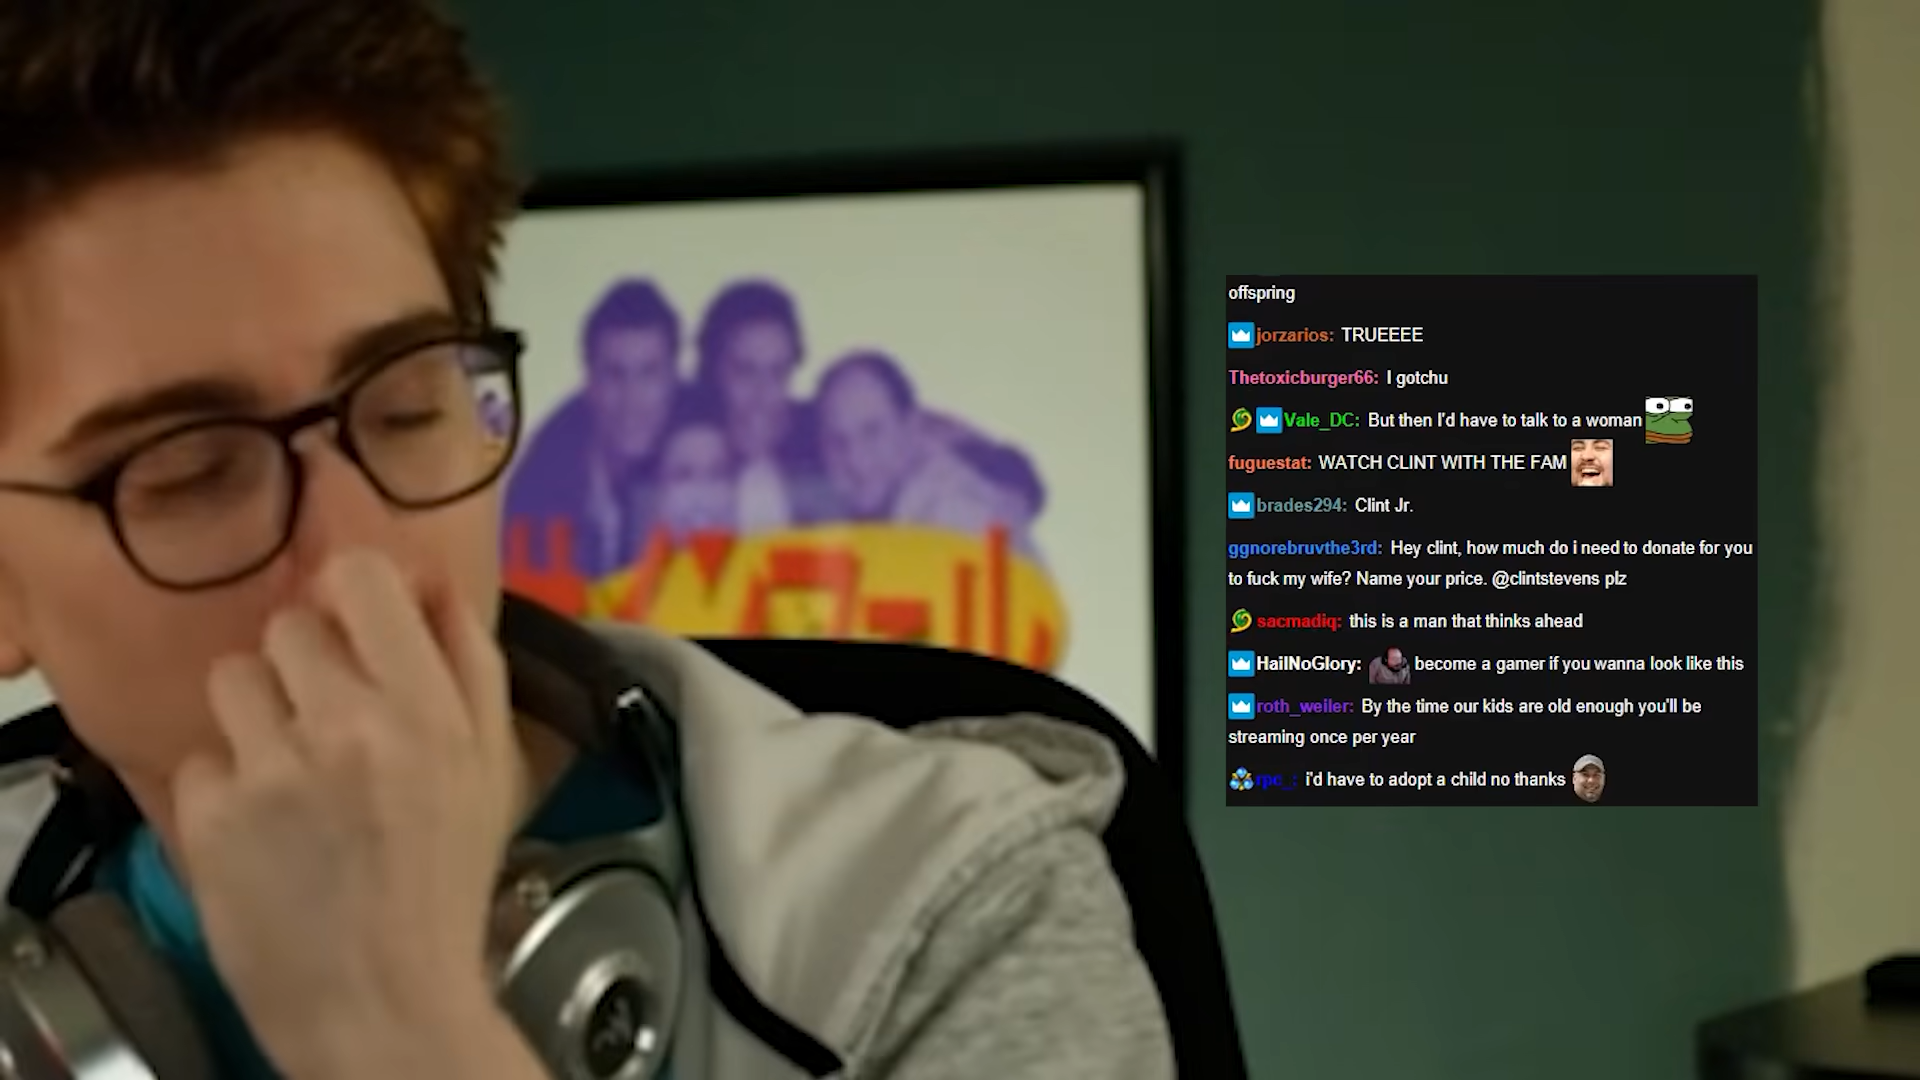 offspring
jorzarios: TRUEEEE
Thetoxicburger66: I gotchu
Vale_DC: But then I'd have to talk to a woman
fuguestat: WATCH CLINT WITH THE FAM
brades294: Clint Jr.
ggnorebruvthe3rd: Hey clint, how much do i need to donate for you
to fuck my wife? Name your price. @clintstevens plz
sacmadiq: this is a man that thinks ahead
HailNoGlory: become a gamer if you wanna look like this
roth_weiler: By the time our kids are old enough you'll be
streaming once per year
rpc_: i'd have to adopt a child no thanks